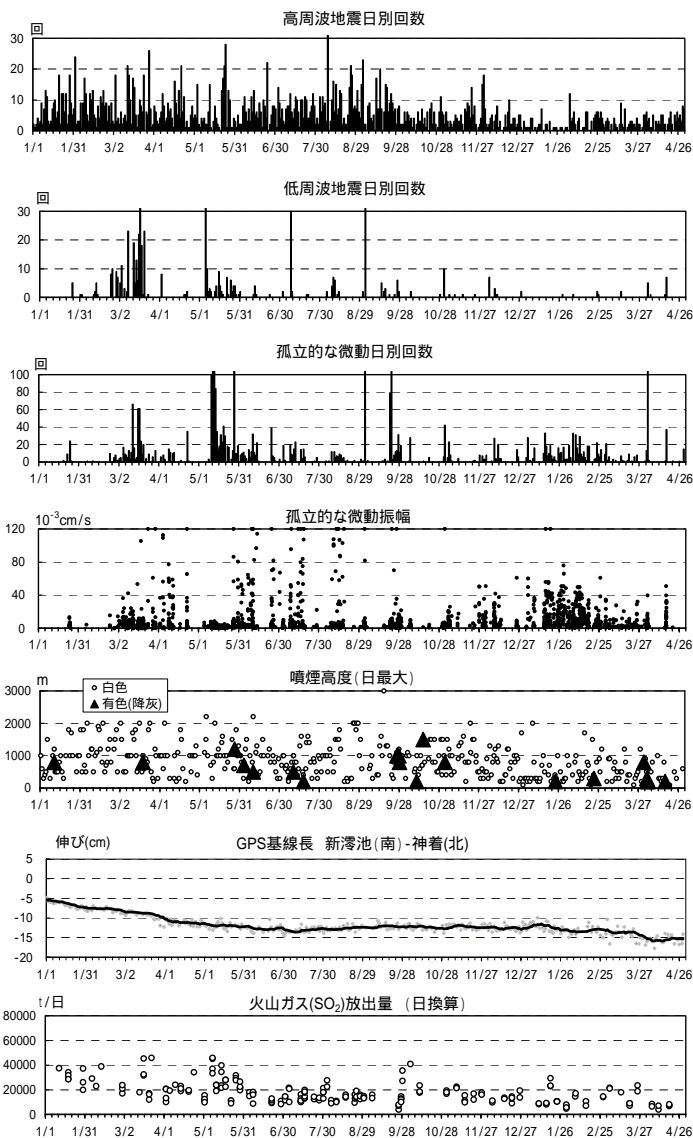 高周波地震日別回数
回
30
20
10
0
1/1 1/31 3/2 4/1 5/1 5/31 6/30 7/30 8/29 9/28 10/28 11/27 12/27 1/26 2/25 3/27 4/26
低周波地震日別回数
回
30
20
10
0
1/1 1/31 3/2 4/1 5/1 5/31 6/30 7/30 8/29 9/28 10/28 11/27 12/27 1/26 2/25 3/27 4/26
孤立的な微動日別回数
回
100
80
60
40
20
0
1/1 1/31 3/2 4/1 5/1 5/31 6/30 7/30 8/29 9/28 10/28 11/27 12/27 1/26 2/25 3/27 4/26
10⁻³cm/s 孤立的な微動振幅
120
80
40
0
1/1 1/31 3/2 4/1 5/1 5/31 6/30 7/30 8/29 9/28 10/28 11/27 12/27 1/26 2/25 3/27 4/26
m 噴煙高度(日最大)
白色
有色(降灰)
3000
2000
1000
0
1/1 1/31 3/2 4/1 5/1 5/31 6/30 7/30 8/29 9/28 10/28 11/27 12/27 1/26 2/25 3/27 4/26
伸び(cm) GPS基線長 新澪池(南)-神着(北)
5
0
-5
-10
-15
-20
1/1 1/31 3/2 4/1 5/1 5/31 6/30 7/30 8/29 9/28 10/28 11/27 12/27 1/26 2/25 3/27 4/26
t/日 火山ガス(SO₂)放出量 (日換算)
80000
60000
40000
20000
0
1/1 1/31 3/2 4/1 5/1 5/31 6/30 7/30 8/29 9/28 10/28 11/27 12/27 1/26 2/25 3/27 4/26